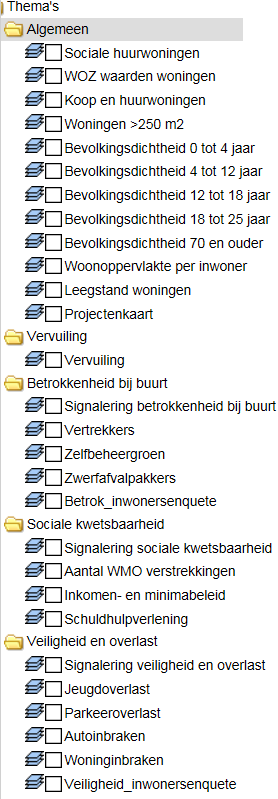 Thema's
Algemeen
Sociale huurwoningen
WOZ waarden woningen
Koop en huurwoningen
Woningen >250 m2
Bevolkingsdichtheid 0 tot 4 jaar
Bevolkingsdichtheid 4 tot 12 jaar
Bevolkingsdichtheid 12 tot 18 jaar
Bevolkingsdichtheid 18 tot 25 jaar
Bevolkingsdichtheid 70 en ouder
Woonoppervlakte per inwoner
Leegstand woningen
Projectenkaart
Vervuiling
Vervuiling
Betrokkenheid bij buurt
Signalering betrokkenheid bij buurt
Vertrekkers
Zelfbeheergroen
Zwerfafvalpakkers
Betrok_inwonersenquete
Sociale kwetsbaarheid
Signalering sociale kwetsbaarheid
Aantal WMO verstrekkingen
Inkomen- en minimabeleid
Schuldhulpverlening
Veiligheid en overlast
Signalering veiligheid en overlast
Jeugdoverlast
Parkeeroverlast
Autoinbraken
Woninginbraken
Veiligheid_inwonersenquete